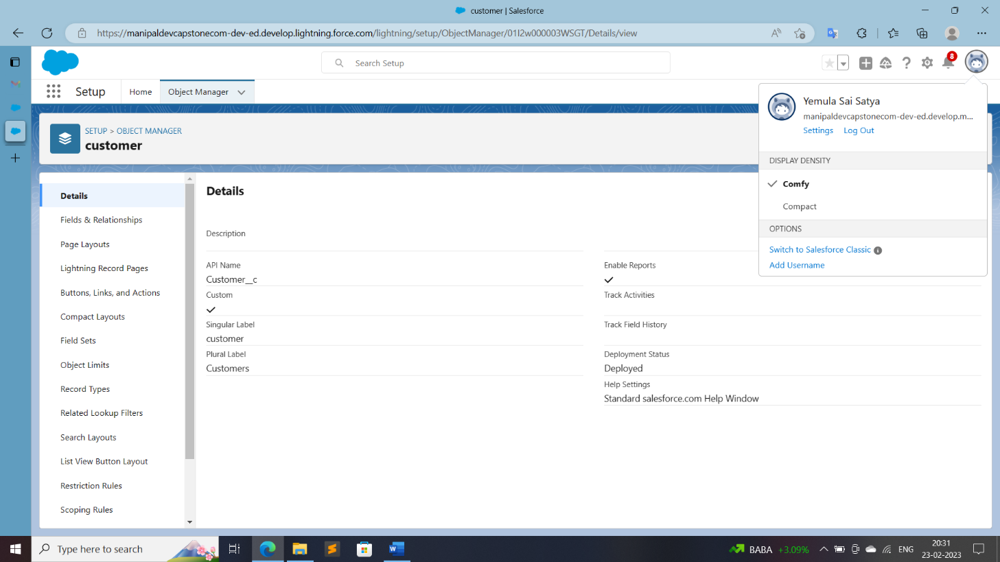 customer | Salesforce
https://manipaldevcapstonecom-dev-ed.develop.lightning.force.com/lightning/setup/ObjectManager/01I2w000003WSGT/Details/view
Search Setup
8
Setup
Home
Object Manager
Yemula Sai Satya
manipaldevcapstonecom-dev-ed.develop.m...
Settings
Log Out
SETUP > OBJECT MANAGER
customer
DISPLAY DENSITY
Comfy
Compact
OPTIONS
Switch to Salesforce Classic
Add Username
Details
Fields & Relationships
Page Layouts
Lightning Record Pages
Buttons, Links, and Actions
Compact Layouts
Field Sets
Object Limits
Record Types
Related Lookup Filters
Search Layouts
List View Button Layout
Restriction Rules
Scoping Rules
Details
Description
API Name
Customer__c
Custom
Singular Label
customer
Plural Label
Customers
Enable Reports
Track Activities
Track Field History
Deployment Status
Deployed
Help Settings
Standard salesforce.com Help Window
Type here to search
BABA +3.09%
ENG
20:31
23-02-2023